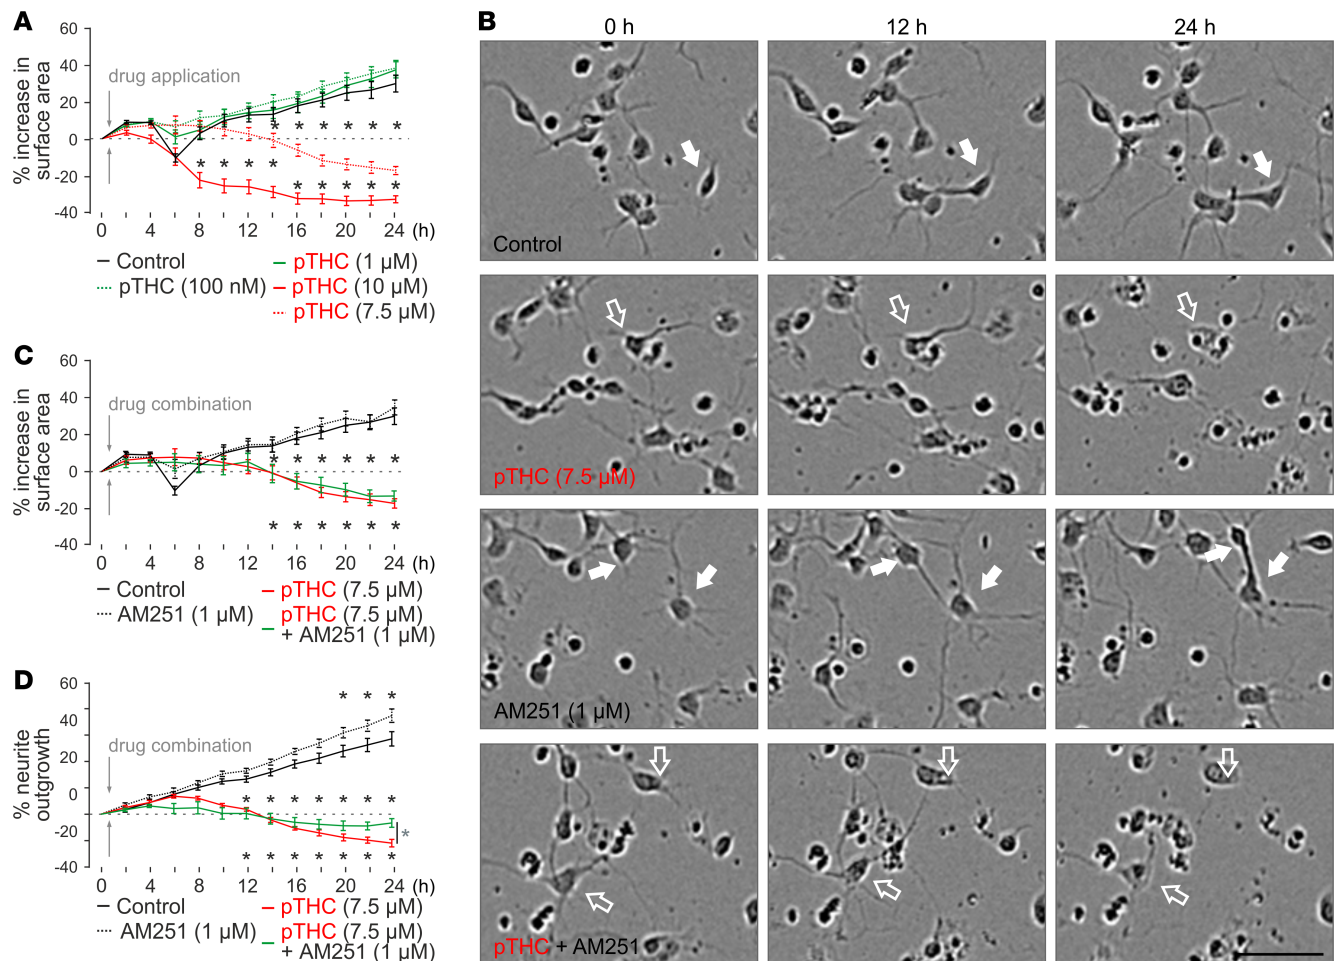 A
% increase in
surface area
60
40
20
0
-20
-40
drug application
* * * * * *
* * * *
* * * * *
0 4 8 12 16 20 24 (h)
Control
pTHC (100 nM)
pTHC (1 µM)
pTHC (10 µM)
pTHC (7.5 µM)
B
0 h 12 h 24 h
Control
pTHC (7.5 µM)
AM251 (1 µM)
pTHC + AM251
C
% increase in
surface area
60
40
20
0
-20
-40
drug combination
* * * * * *
* * * * * *
0 4 8 12 16 20 24 (h)
Control
AM251 (1 µM)
pTHC (7.5 µM)
pTHC (7.5 µM)
+ AM251 (1 µM)
D
% neurite
outgrowth
60
40
20
0
-20
-40
drug combination
* * *
* * * * * * *
*
* * * * * * *
0 4 8 12 16 20 24 (h)
Control
AM251 (1 µM)
pTHC (7.5 µM)
pTHC (7.5 µM)
+ AM251 (1 µM)